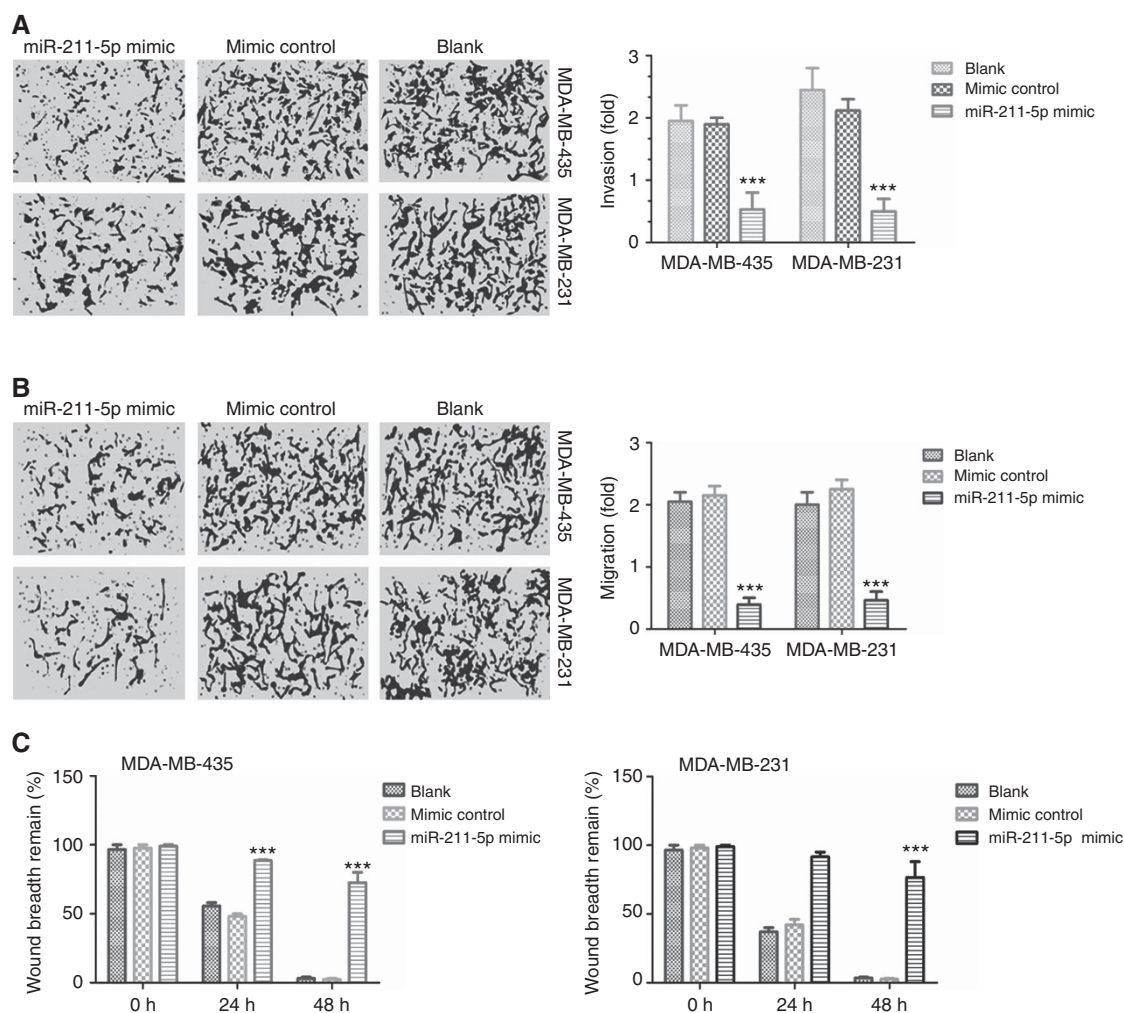 A
miR-211-5p mimic
Mimic control
Blank
MDA-MB-435
MDA-MB-231
3
2
1
0
Invasion (fold)
***
***
MDA-MB-435
MDA-MB-231
Blank
Mimic control
miR-211-5p mimic
B
miR-211-5p mimic
Mimic control
Blank
MDA-MB-435
MDA-MB-231
3
2
1
0
Migration (fold)
***
***
MDA-MB-435
MDA-MB-231
Blank
Mimic control
miR-211-5p mimic
C
MDA-MB-435
150
100
50
0
Wound breadth remain (%)
***
***
0 h
24 h
48 h
Blank
Mimic control
miR-211-5p mimic
MDA-MB-231
150
100
50
0
Wound breadth remain (%)
***
0 h
24 h
48 h
Blank
Mimic control
miR-211-5p mimic